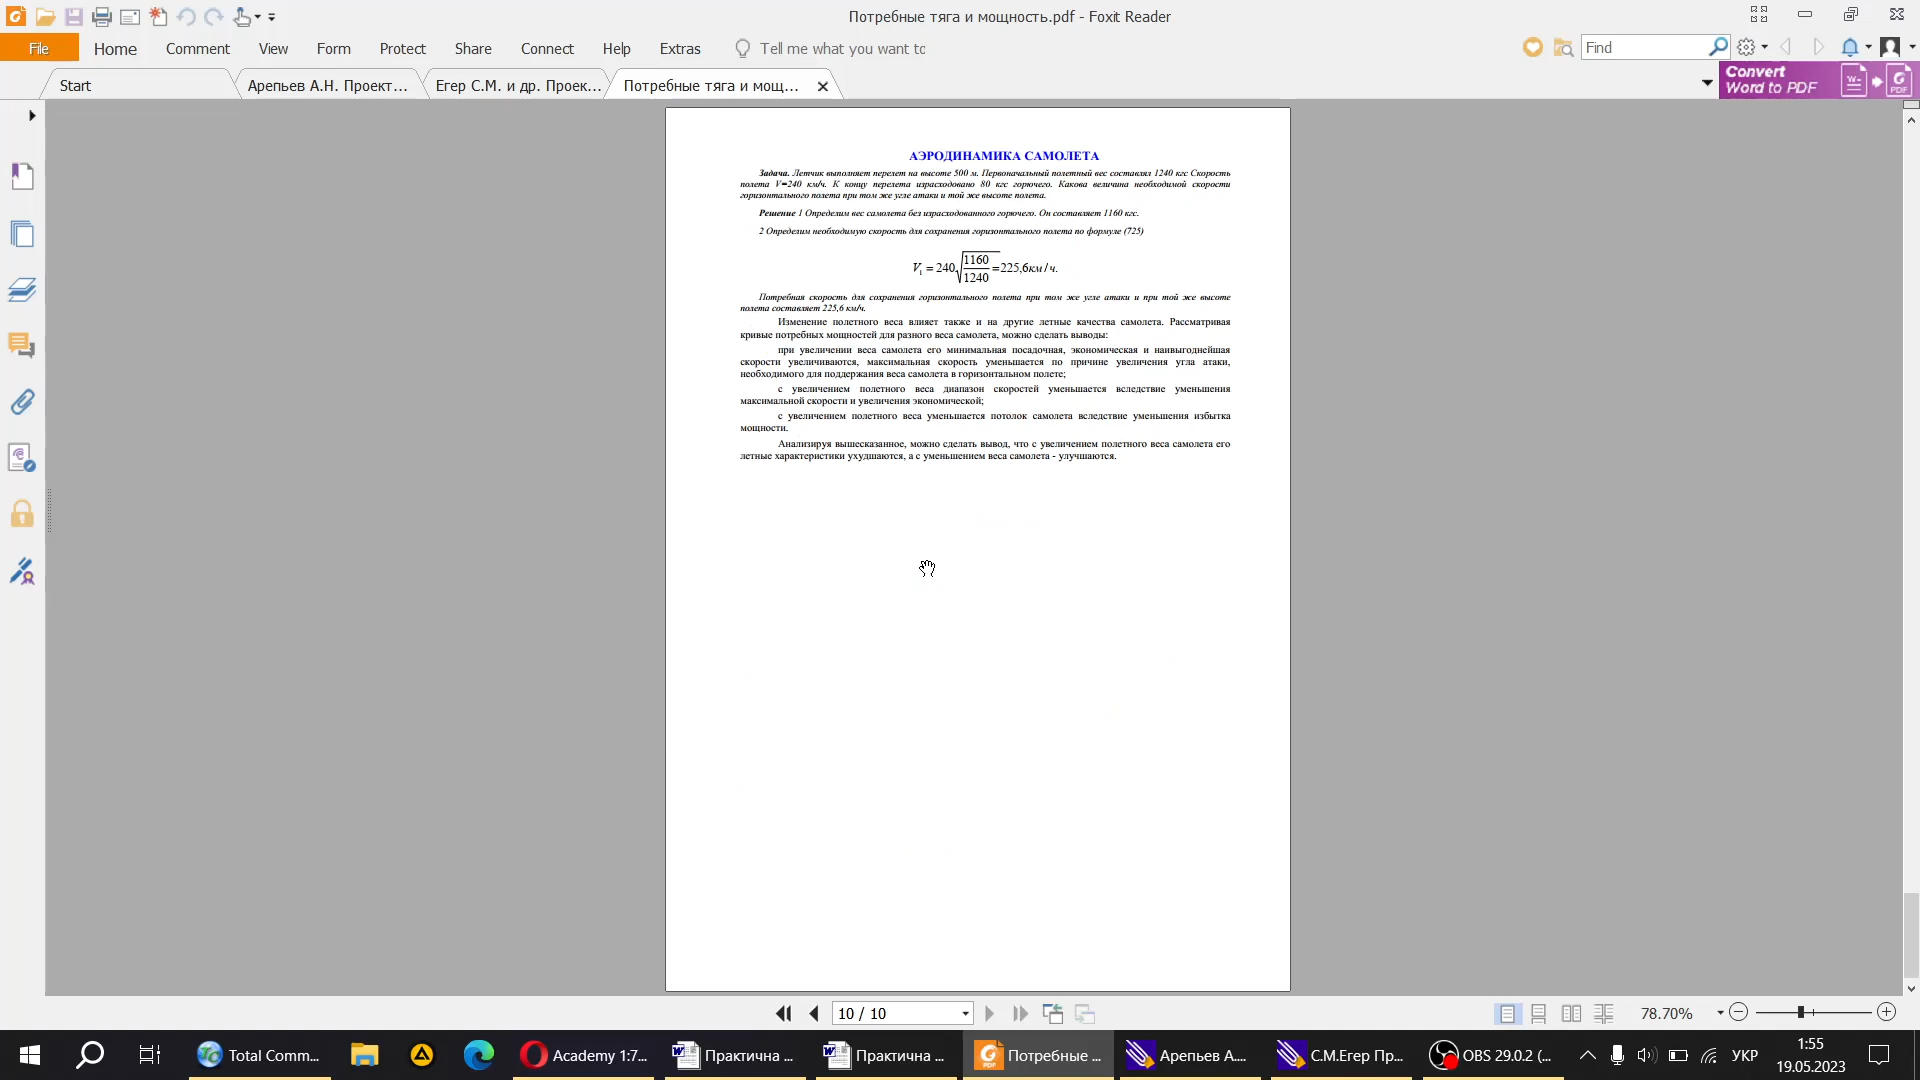 Потребные тяга и мощность.pdf - Foxit Reader
File Home Comment View Form Protect Share Connect Help Extras Tell me what you want to Find
Start Арепьев А.Н. Проект... Егер С.М. и др. Проек... Потребные тяга и мощ... Convert Word to PDF
АЭРОДИНАМИКА САМОЛЕТА
Задача. Летчик выполняет перелет на высоте 500 м. Первоначальный полетный вес составлял 1240 кгс Скорость
полета V=240 км/ч. К концу перелета израсходовано 80 кгс горючего. Какова величина необходимой скорости
горизонтального полета при том же угле атаки и той же высоте полета.
Решение 1 Определим вес самолета без израсходованного горючего. Он составляет 1160 кгс.
2 Определим необходимую скорость для сохранения горизонтального полета по формуле (725)
V₁ = 240√(1160/1240) = 225,6км / ч.
Потребная скорость для сохранения горизонтального полета при том же угле атаки и при той же высоте
полета составляет 225,6 км/ч.
Изменение полетного веса влияет также и на другие летные качества самолета. Рассматривая
кривые потребных мощностей для разного веса самолета, можно сделать выводы:
при увеличении веса самолета его минимальная посадочная, экономическая и наивыгоднейшая
скорости увеличиваются, максимальная скорость уменьшается по причине увеличения угла атаки,
необходимого для поддержания веса самолета в горизонтальном полете;
с увеличением полетного веса диапазон скоростей уменьшается вследствие уменьшения
максимальной скорости и увеличения экономической;
с увеличением полетного веса уменьшается потолок самолета вследствие уменьшения избытка
мощности.
Анализируя вышесказанное, можно сделать вывод, что с увеличением полетного веса самолета его
летные характеристики ухудшаются, а с уменьшением веса самолета - улучшаются.
10 / 10 78.70%
Total Comm... Academy 1:7... Практична ... Практична ... Потребные ... Арепьев А.... С.М.Егер Пр... OBS 29.0.2 (... УКР 1:55
19.05.2023